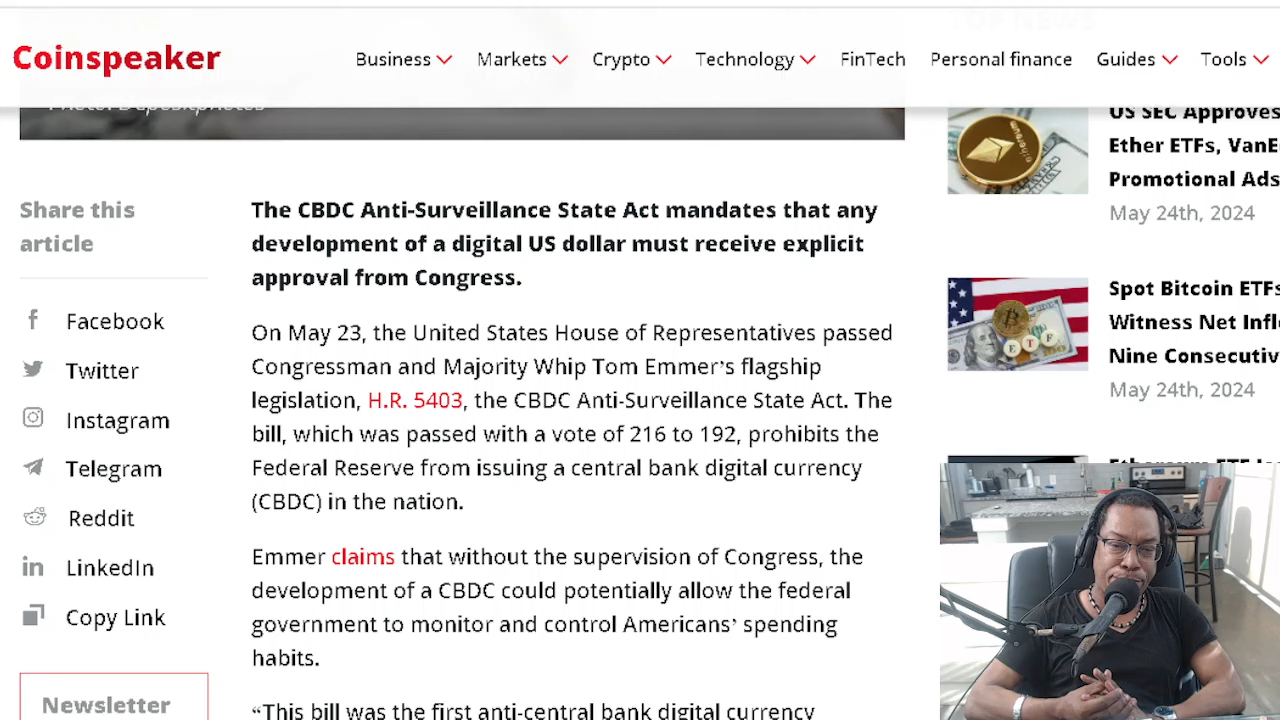 TOP NEWS
Coinspeaker
Business
Markets
Crypto
Technology
FinTech
Personal finance
Guides
Tools
Photo: Depositphotos
Share this
article
Facebook
Twitter
Instagram
Telegram
Reddit
LinkedIn
Copy Link
Newsletter
The CBDC Anti-Surveillance State Act mandates that any
development of a digital US dollar must receive explicit
approval from Congress.
On May 23, the United States House of Representatives passed
Congressman and Majority Whip Tom Emmer’s flagship
legislation, H.R. 5403, the CBDC Anti-Surveillance State Act. The
bill, which was passed with a vote of 216 to 192, prohibits the
Federal Reserve from issuing a central bank digital currency
(CBDC) in the nation.
Emmer claims that without the supervision of Congress, the
development of a CBDC could potentially allow the federal
government to monitor and control Americans’ spending
habits.
“This bill was the first anti-central bank digital currency
US SEC Approves
Ether ETFs, VanE
Promotional Ads
May 24th, 2024
Spot Bitcoin ETFs
Witness Net Infl
Nine Consecutiv
May 24th, 2024
ETF